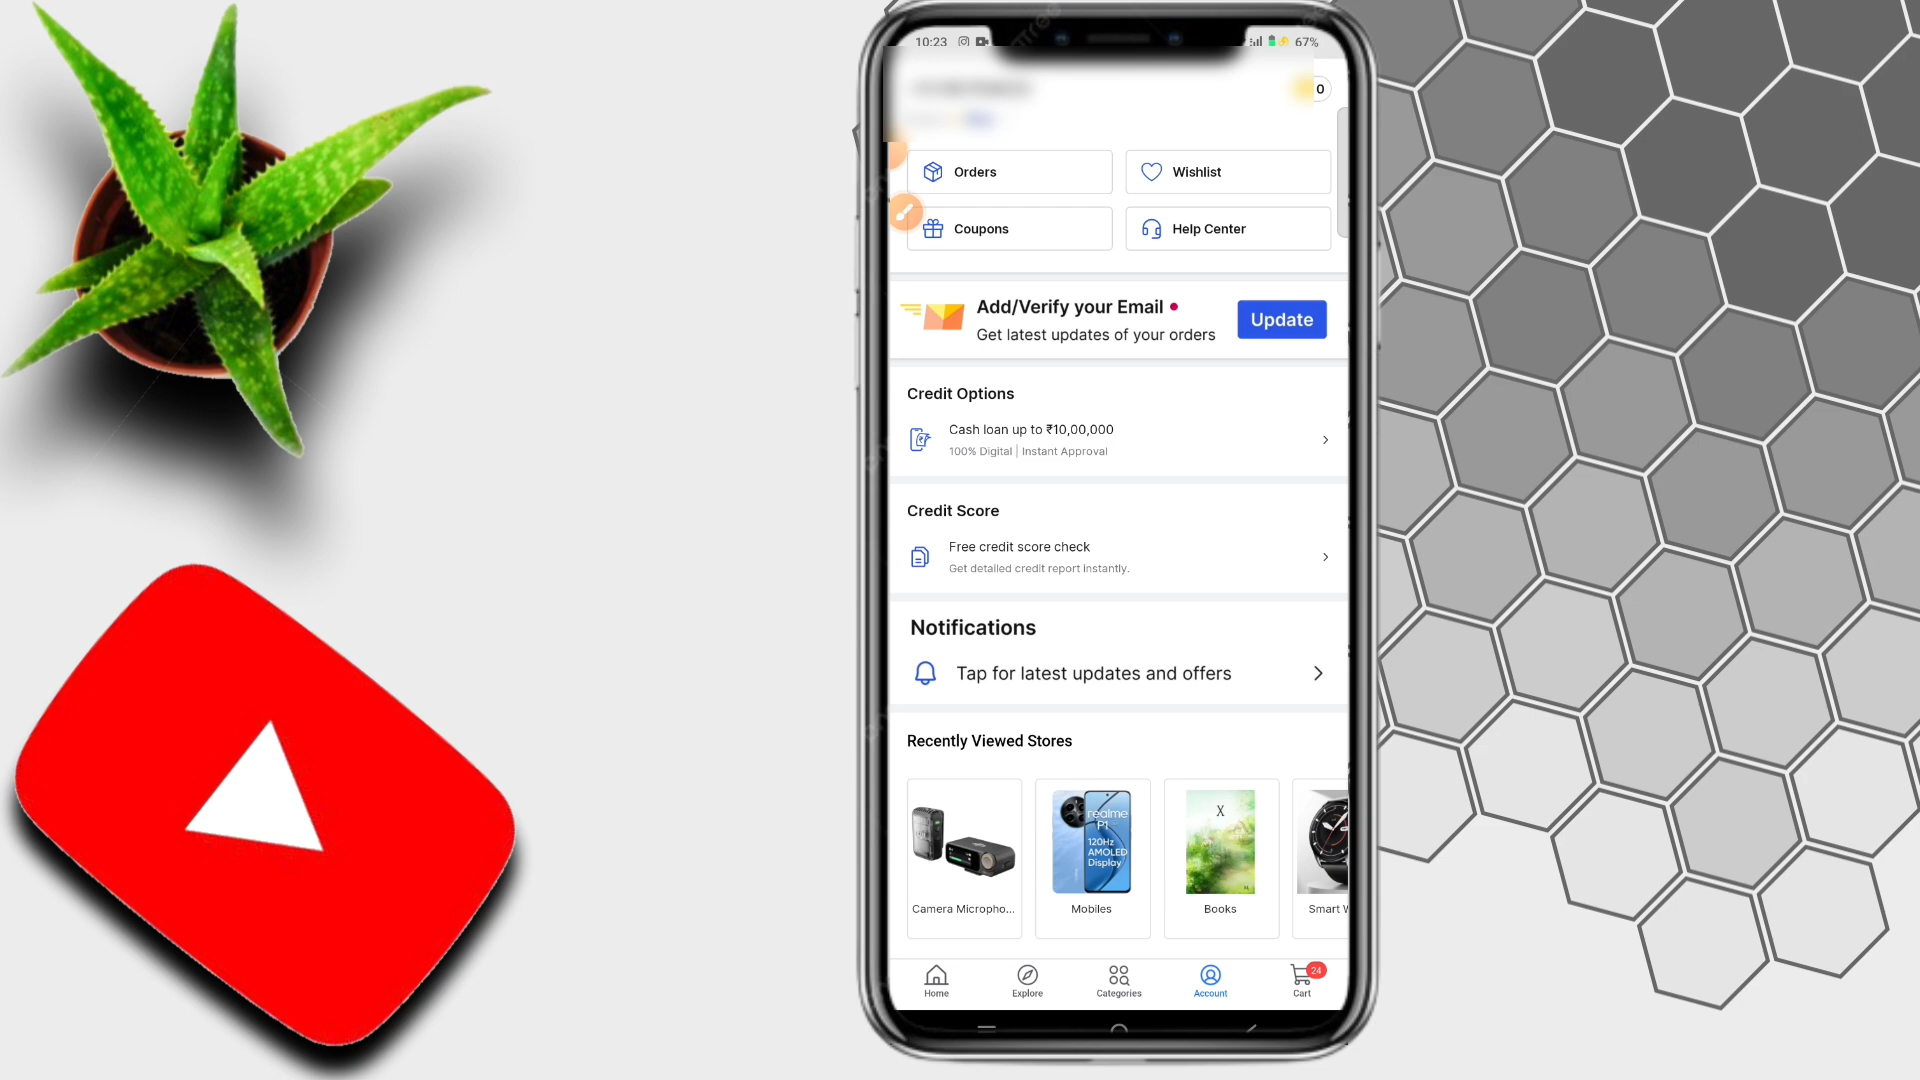 10:23
67%
0
Orders
Wishlist
Coupons
Help Center
Add/Verify your Email
Get latest updates of your orders
Update
Credit Options
Cash loan up to ₹10,00,000
100% Digital | Instant Approval
Credit Score
Free credit score check
Get detailed credit report instantly.
Notifications
Tap for latest updates and offers
Recently Viewed Stores
realme
P1
120Hz
AMOLED
Display
X
Camera Micropho...
Mobiles
Books
Smart
24
Home
Explore
Categories
Account
Cart